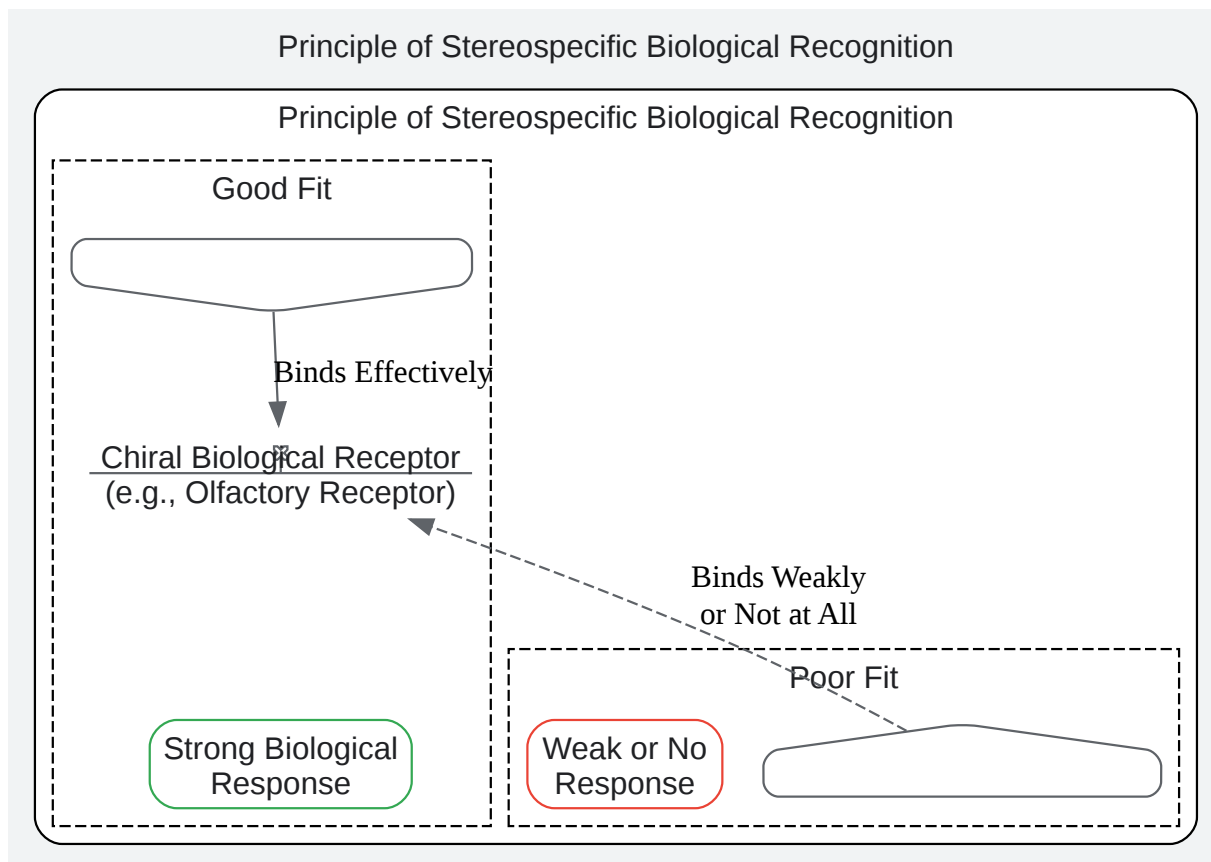 Principle of Stereospecific Biological Recognition
Principle of Stereospecific Biological Recognition
Good Fit
Binds Effectively
Chiral Biological Receptor
(e.g., Olfactory Receptor)
Binds Weakly
or Not at All
Poor Fit
Strong Biological
Response
Weak or No
Response